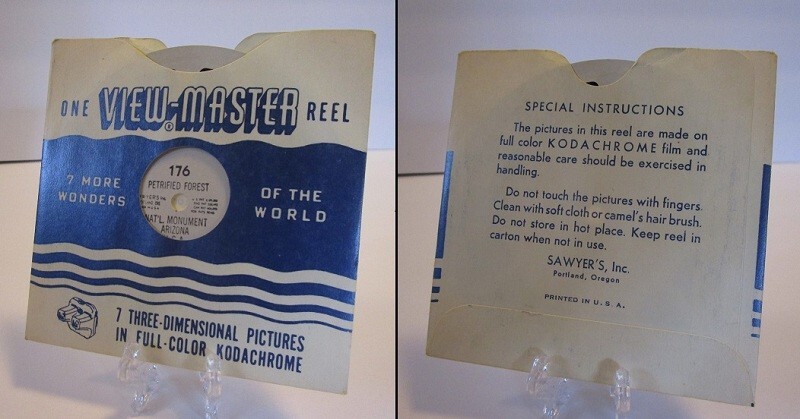 ONE VIEW-MASTER REEL
®
7 MORE
WONDERS
176
PETRIFIED FOREST
NAT'L. MONUMENT
ARIZONA
OF THE
WORLD
7 THREE-DIMENSIONAL PICTURES
IN FULL-COLOR KODACHROME
SPECIAL INSTRUCTIONS
The pictures in this reel are made on
full color KODACHROME film and
reasonable care should be exercised in
handling.
Do not touch the pictures with fingers.
Clean with soft cloth or camel's hair brush.
Do not store in hot place. Keep reel in
carton when not in use.
SAWYER'S, Inc.
Portland, Oregon
PRINTED IN U. S. A.